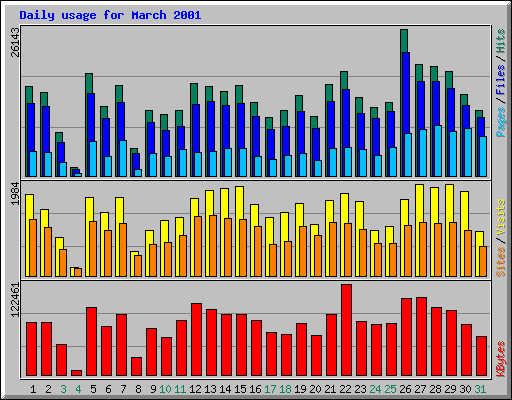 Daily usage for March 2001
26143
Pages / Files / Hits
1984
Sites / Visits
122461
KBytes
1 2 3 4 5 6 7 8 9 10 11 12 13 14 15 16 17 18 19 20 21 22 23 24 25 26 27 28 29 30 31